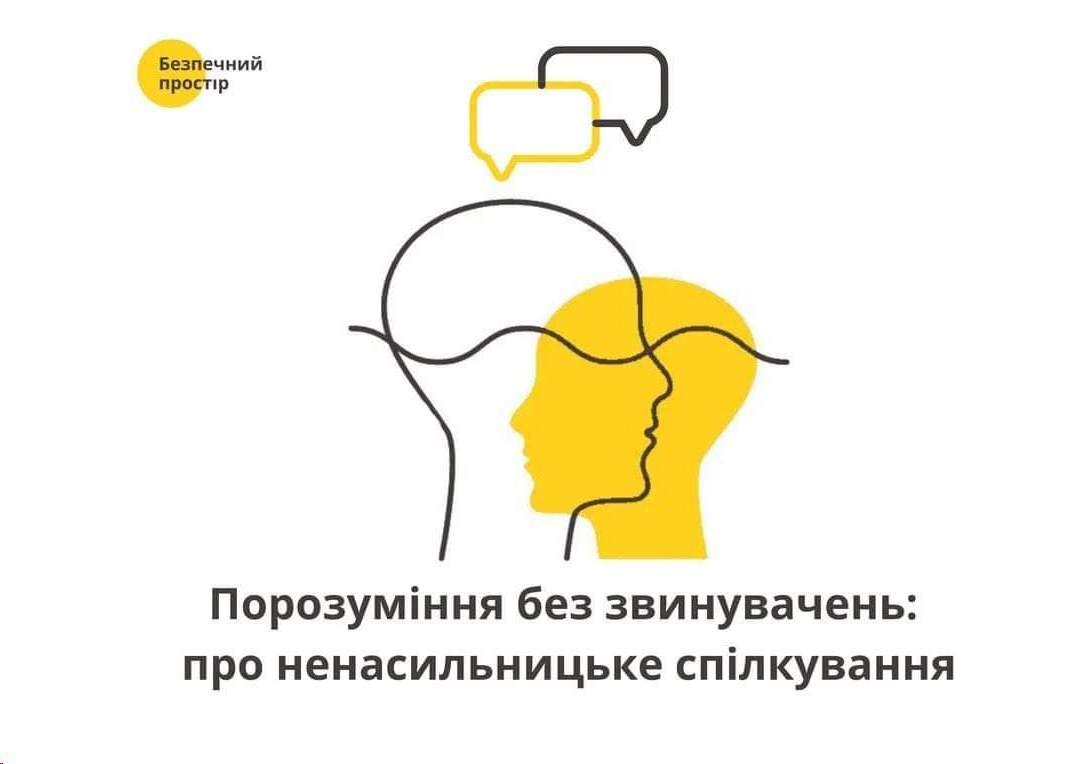 Безпечний
простір
Порозуміння без звинувачень:
про ненасильницьке спілкування